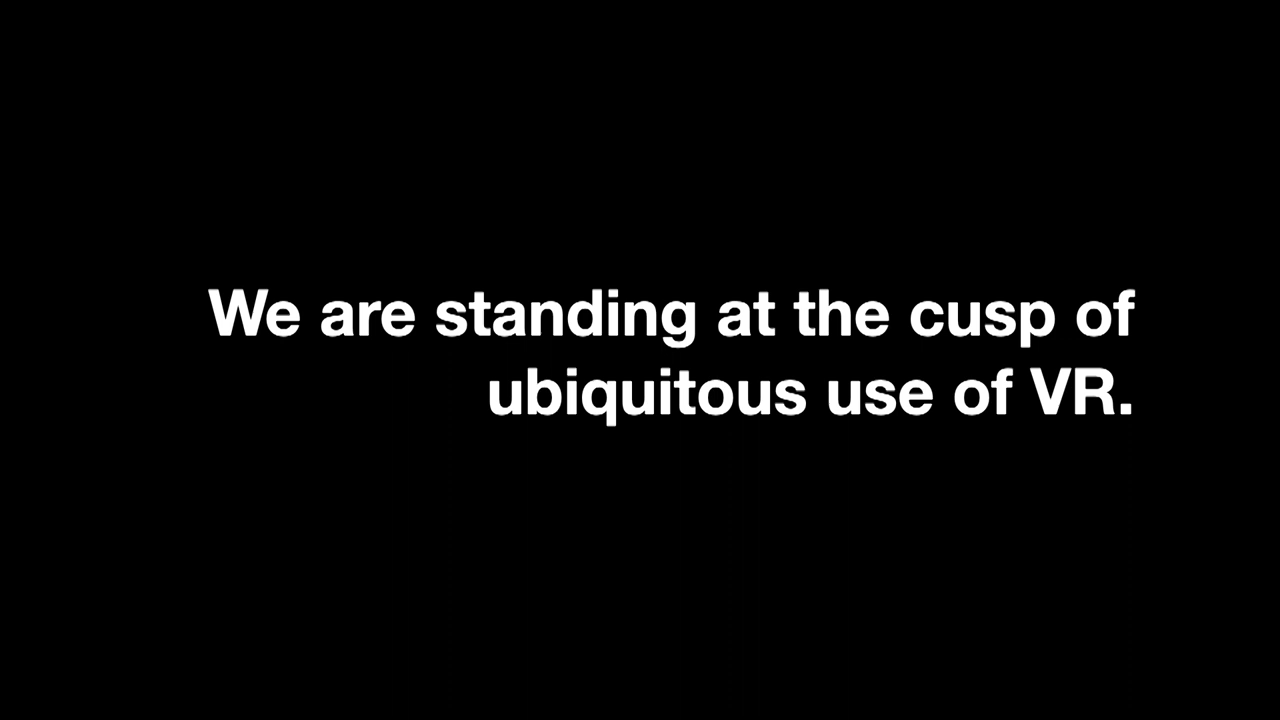 We are standing at the cusp of
ubiquitous use of VR.